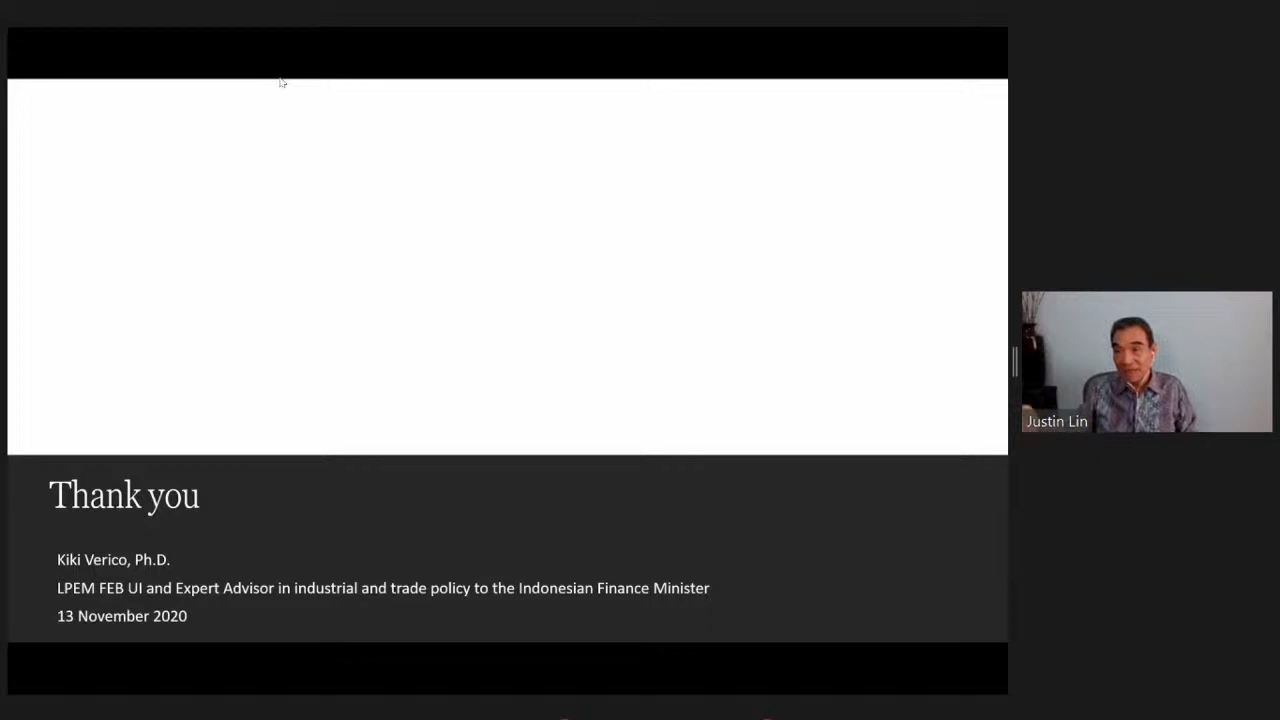 Thank you
Kiki Verico, Ph.D.
LPEM FEB UI and Expert Advisor in industrial and trade policy to the Indonesian Finance Minister
13 November 2020
Justin Lin